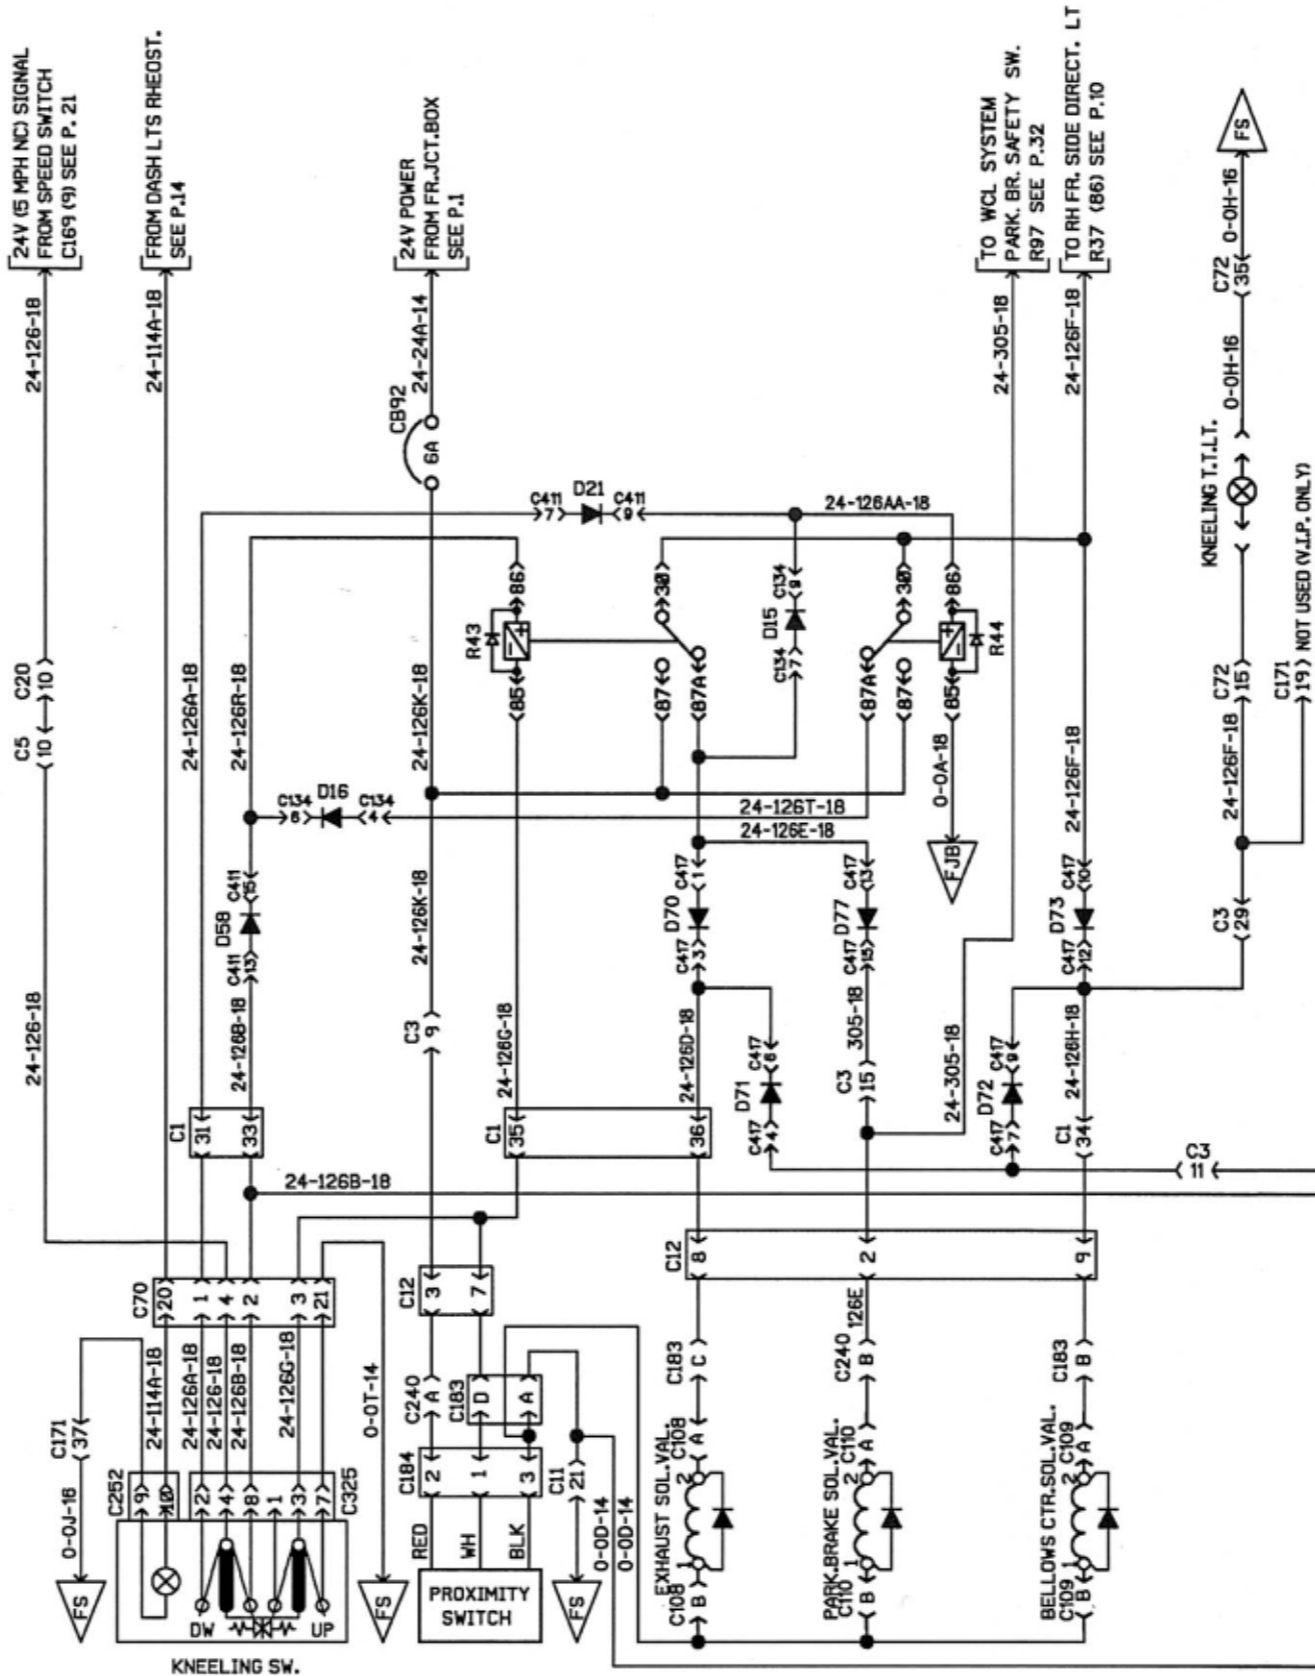 24V (5 MPH NC) SIGNAL
FROM SPEED SWITCH
C169 (9) SEE P. 21
24-126-18
C20
10
C5
10
24-126-18
FROM DASH LTS RHEOST.
SEE P.14
24-114A-18
24V POWER
FROM FR.JCT.BOX
SEE P.1
24-24A-14
CB92
6A
TO WCL SYSTEM
PARK. BR. SAFETY SW.
R97 SEE P.32
24-305-18
TO RH FR. SIDE DIRECT. LT
R37 (86) SEE P.10
24-126F-18
FS
0-0H-16
C72
35
0-0H-16
KNEELING T.T.LT.
C72
15
C171
19
NOT USED (V.I.P. ONLY)
24-126F-18
C3
29
24-126A-18
C411
7
D21
C411
9
24-126AA-18
24-126R-18
24-126K-18
R43
86
85
30
87
87A
C134
9
D15
C134
7
30
87A
87
86
85
R44
0-0A-18
FJB
24-126F-18
C134
6
D16
C134
4
24-126T-18
24-126E-18
C411
15
D58
C411
13
24-126B-18
24-126K-18
C3
9
24-126G-18
C417
1
D70
C417
3
24-126D-18
C417
13
D77
C417
15
305-18
C3
15
24-305-18
C417
10
D73
C417
12
24-126H-18
C417
6
D71
C417
4
C417
9
D72
C417
7
C1
34
C3
11
C1
31
33
C1
35
36
24-126B-18
C70
20
1
4
2
3
21
C12
3
7
C12
8
2
9
C171
37
0-0J-16
FS
24-114A-18
24-126A-18
24-126-18
24-126B-18
24-126G-18
0-0T-14
FS
C240
A
C183
D
A
C252
9
10
2
4
8
1
3
7
C325
C184
2
1
3
C11
21
RED
WH
BLK
FS
0-0D-14
0-0D-14
PROXIMITY
SWITCH
DW
UP
KNEELING SW.
126E
C183
C
C108
A
EXHAUST SOL.VAL.
2
1
C108
B
C240
B
C110
A
PARK.BRAKE SOL.VAL.
2
1
C110
B
C183
B
C109
A
BELLOWS CTR.SOL.VAL.
2
1
C109
B